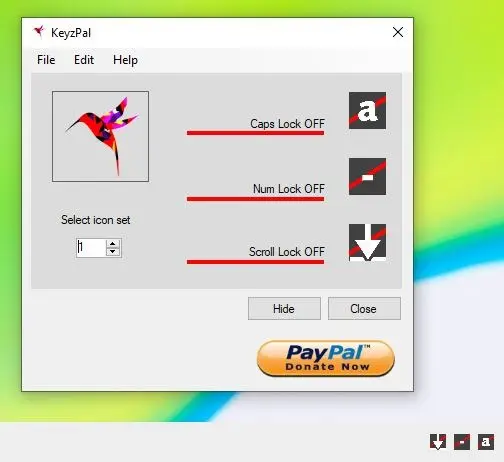 KeyzPal
File Edit Help
a
Caps Lock OFF
-
Num Lock OFF
Select icon set
1
Scroll Lock OFF
Hide Close
PayPal™
Donate Now
- a